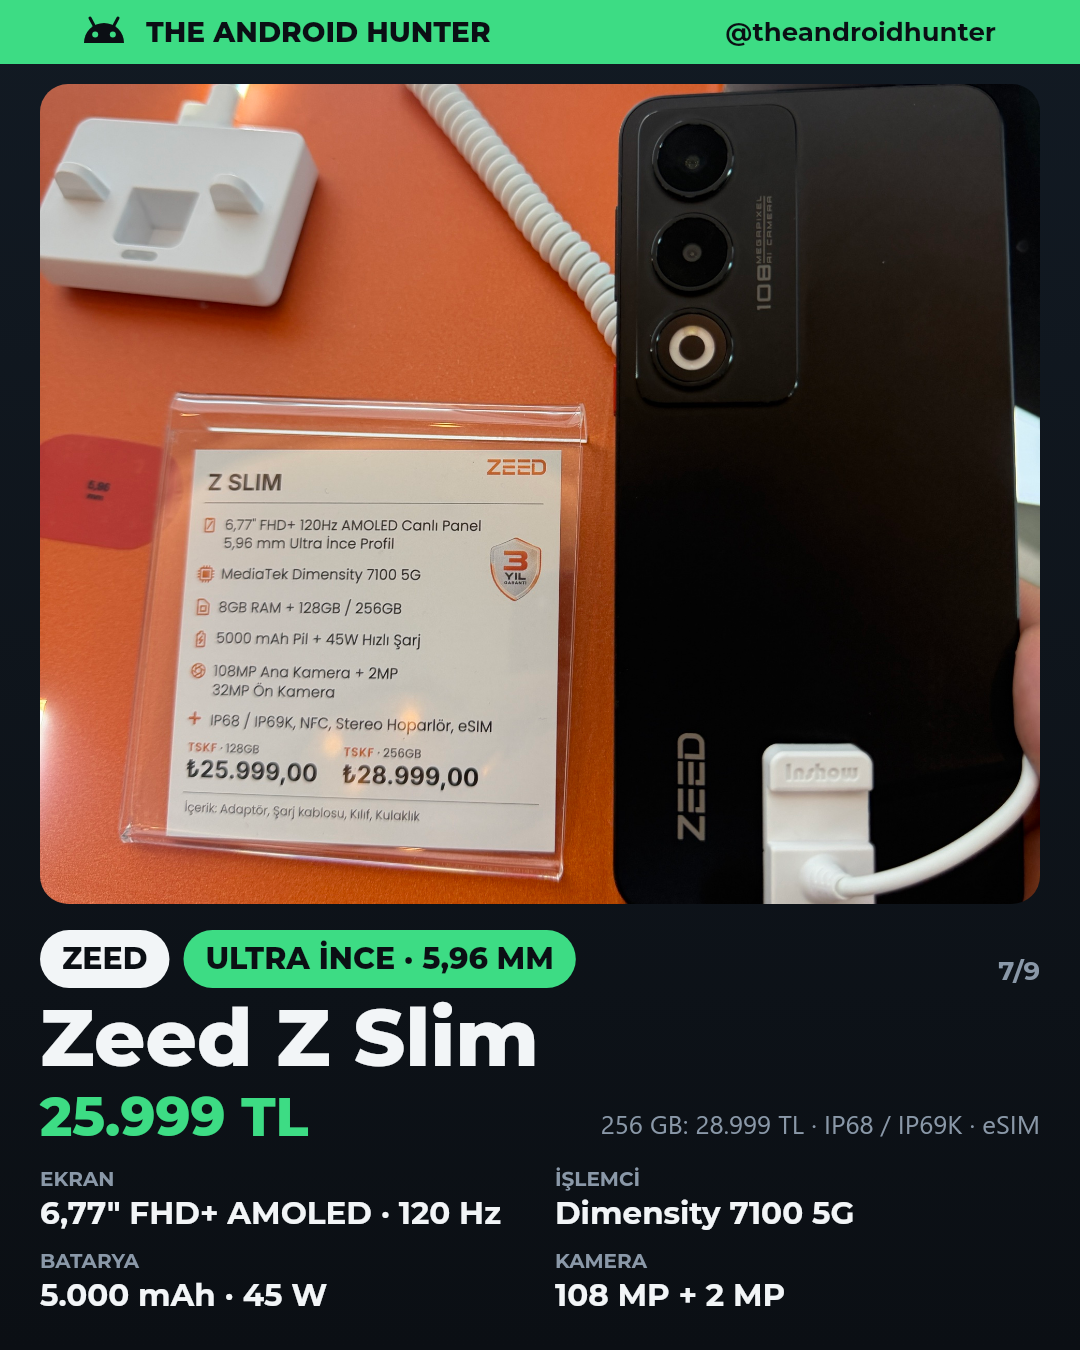 THE ANDROID HUNTER
@theandroidhunter
108 MEGAPIXEL
AI CAMERA
5,96
mm
ZEED
Z SLIM
6,77" FHD+ 120Hz AMOLED Canlı Panel
5,96 mm Ultra İnce Profil
3
YIL
GARANTİ
MediaTek Dimensity 7100 5G
8GB RAM + 128GB / 256GB
5000 mAh Pil + 45W Hızlı Şarj
108MP Ana Kamera + 2MP
32MP Ön Kamera
IP68 / IP69K, NFC, Stereo Hoparlör, eSIM
TSKF · 128GB
₺25.999,00
TSKF · 256GB
₺28.999,00
İçerik: Adaptör, Şarj kablosu, Kılıf, Kulaklık
ZEED
Inshow
ZEED
ULTRA İNCE · 5,96 MM
7/9
Zeed Z Slim
25.999 TL
256 GB: 28.999 TL · IP68 / IP69K · eSIM
EKRAN
6,77" FHD+ AMOLED · 120 Hz
İŞLEMCİ
Dimensity 7100 5G
BATARYA
5.000 mAh · 45 W
KAMERA
108 MP + 2 MP